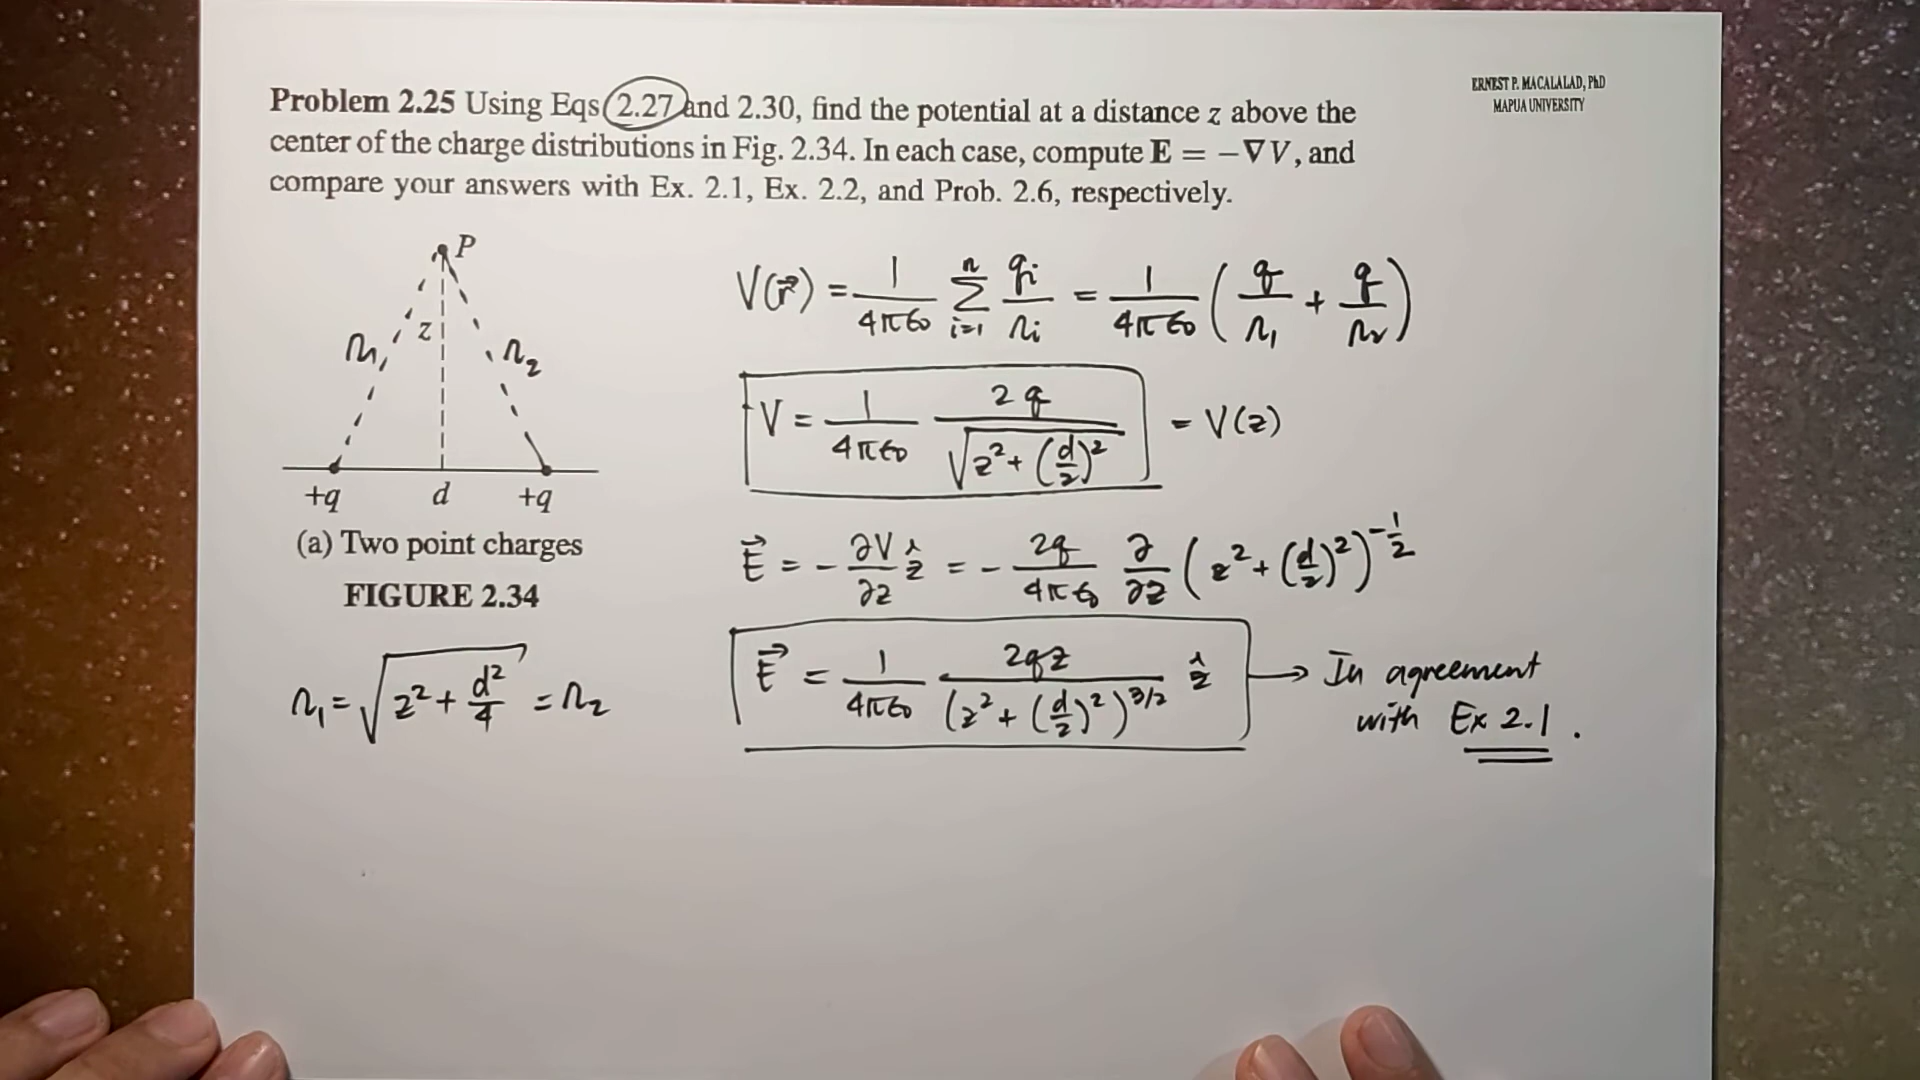 Problem 2.25 Using Eqs 2.27 and 2.30, find the potential at a distance z above the
center of the charge distributions in Fig. 2.34. In each case, compute E = −∇V, and
compare your answers with Ex. 2.1, Ex. 2.2, and Prob. 2.6, respectively.
ERNEST P. MACALALAD, PhD
MAPUA UNIVERSITY
P
z
r₁
r₂
+q d +q
(a) Two point charges
FIGURE 2.34
r₁ = √(z² + d²/4) = r₂
V(r⃗) = 1/(4πε₀) Σ_{i=1}^{n} qᵢ/rᵢ = 1/(4πε₀) (q/r₁ + q/r₂)
V = 1/(4πε₀) 2q/√(z² + (d/2)²) = V(z)
E⃗ = −∂V/∂z ẑ = −2q/(4πε₀) ∂/∂z (z² + (d/2)²)^(−1/2)
E⃗ = 1/(4πε₀) 2qz/(z² + (d/2)²)^(3/2) ẑ → In agreement
with Ex 2.1.